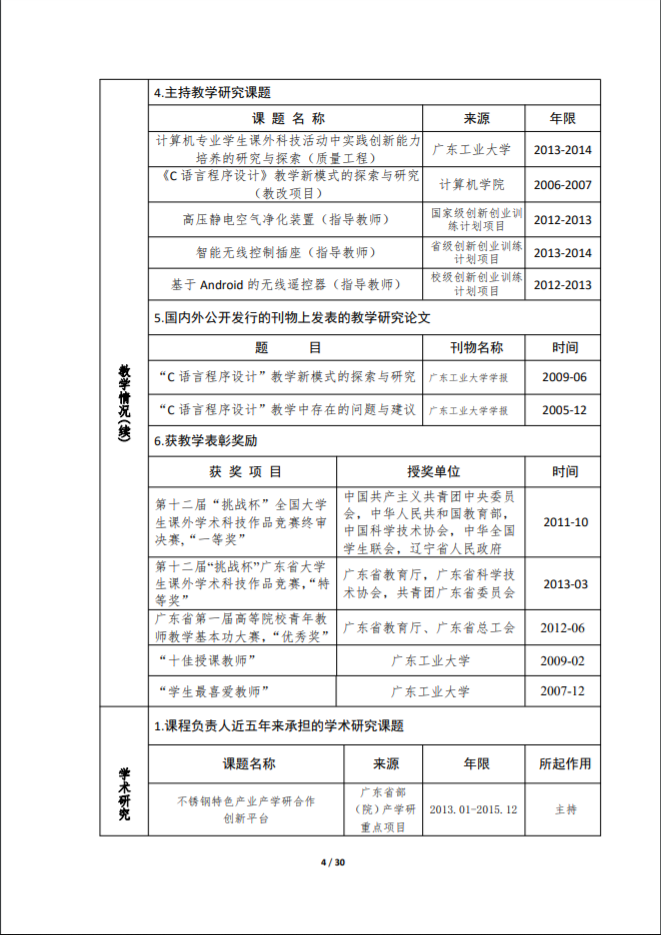 教学情况(续)
4.主持教学研究课题
课 题 名 称 来源 年限
计算机专业学生课外科技活动中实践创新能力
培养的研究与探索（质量工程）
广东工业大学 2013-2014
《C 语言程序设计》教学新模式的探索与研究
（教改项目）
计算机学院 2006-2007
高压静电空气净化装置（指导教师）
国家级创新创业训
练计划项目
2012-2013
智能无线控制插座（指导教师）
省级创新创业训练
计划项目
2013-2014
基于 Android 的无线遥控器（指导教师）
校级创新创业训练
计划项目
2012-2013
5.国内外公开发行的刊物上发表的教学研究论文
题 目 刊物名称 时间
“C 语言程序设计”教学新模式的探索与研究 广东工业大学学报 2009-06
“C 语言程序设计”教学中存在的问题与建议 广东工业大学学报 2005-12
6.获教学表彰奖励
获 奖 项 目 授奖单位 时间
第十二届“挑战杯”全国大学
生课外学术科技作品竞赛终审
决赛，“一等奖”
中国共产主义共青团中央委员
会，中华人民共和国教育部，
中国科学技术协会，中华全国
学生联会，辽宁省人民政府
2011-10
第十二届“挑战杯”广东省大学
生课外学术科技作品竞赛，“特
等奖”
广东省教育厅，广东省科学技
术协会，共青团广东省委员会
2013-03
广东省第一届高等院校青年教
师教学基本功大赛，“优秀奖”
广东省教育厅、广东省总工会 2012-06
“十佳授课教师” 广东工业大学 2009-02
“学生最喜爱教师” 广东工业大学 2007-12
学术研究
1.课程负责人近五年来承担的学术研究课题
课题名称 来源 年限 所起作用
不锈钢特色产业产学研合作
创新平台
广东省部
（院）产学研
重点项目
2013.01-2015.12 主持
4 / 30